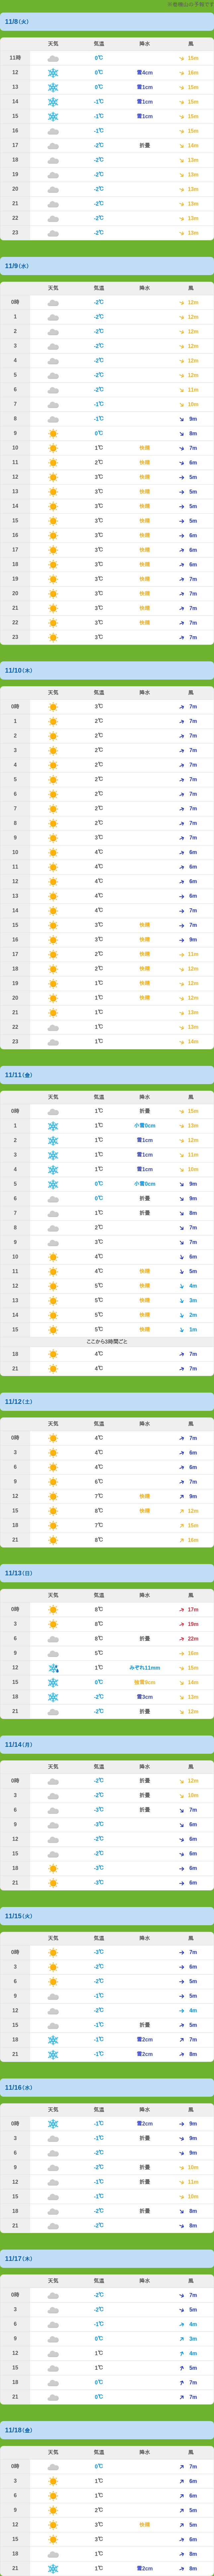 11/8(火)
天気 気温 降水 風
11時 0℃ 15m
12 0℃ 雪4cm 16m
13 0℃ 雪1cm 15m
14 -1℃ 雪1cm 15m
15 -1℃ 雪1cm 15m
16 -1℃ 15m
17 -2℃ 折曇 14m
18 -2℃ 13m
19 -2℃ 13m
20 -2℃ 13m
21 -2℃ 13m
22 -2℃ 13m
23 -2℃ 13m
11/9(水)
天気 気温 降水 風
0時 -2℃ 12m
1 -2℃ 12m
2 -2℃ 12m
3 -2℃ 12m
4 -2℃ 12m
5 -2℃ 12m
6 -2℃ 11m
7 -1℃ 10m
8 -1℃ 9m
9 0℃ 8m
10 1℃ 快晴 7m
11 2℃ 快晴 6m
12 3℃ 快晴 5m
13 3℃ 快晴 5m
14 3℃ 快晴 5m
15 3℃ 快晴 5m
16 3℃ 快晴 6m
17 3℃ 快晴 6m
18 3℃ 快晴 6m
19 3℃ 快晴 7m
20 3℃ 快晴 7m
21 3℃ 快晴 7m
22 3℃ 快晴 7m
23 3℃ 7m
11/10(木)
天気 気温 降水 風
0時 3℃ 7m
1 2℃ 7m
2 2℃ 7m
3 2℃ 7m
4 2℃ 7m
5 2℃ 7m
6 2℃ 7m
7 2℃ 7m
8 2℃ 7m
9 3℃ 7m
10 4℃ 6m
11 4℃ 6m
12 4℃ 6m
13 4℃ 6m
14 4℃ 7m
15 3℃ 快晴 7m
16 3℃ 快晴 9m
17 2℃ 快晴 11m
18 2℃ 快晴 12m
19 1℃ 快晴 12m
20 1℃ 快晴 12m
21 1℃ 13m
22 1℃ 13m
23 1℃ 14m
11/11(金)
天気 気温 降水 風
0時 1℃ 折曇 15m
1 1℃ 小雪0cm 13m
2 1℃ 雪1cm 12m
3 1℃ 雪1cm 11m
4 1℃ 雪1cm 10m
5 0℃ 小雪0cm 9m
6 0℃ 折曇 9m
7 1℃ 折曇 8m
8 2℃ 7m
9 3℃ 7m
10 4℃ 6m
11 4℃ 快晴 5m
12 5℃ 快晴 4m
13 5℃ 快晴 3m
14 5℃ 快晴 2m
15 5℃ 快晴 1m
ここから3時間ごと
18 4℃ 7m
21 4℃ 7m
11/12(土)
天気 気温 降水 風
0時 4℃ 7m
3 4℃ 6m
6 4℃ 6m
9 6℃ 7m
12 7℃ 快晴 9m
15 8℃ 快晴 12m
18 7℃ 15m
21 8℃ 16m
11/13(日)
天気 気温 降水 風
0時 8℃ 17m
3 8℃ 19m
6 8℃ 折曇 22m
9 5℃ 16m
12 1℃ みぞれ11mm 15m
15 0℃ 強雪9cm 14m
18 -2℃ 雪3cm 13m
21 -2℃ 折曇 12m
11/14(月)
天気 気温 降水 風
0時 -2℃ 折曇 12m
3 -2℃ 折曇 10m
6 -3℃ 折曇 7m
9 -3℃ 6m
12 -2℃ 6m
15 -2℃ 6m
18 -3℃ 6m
21 -3℃ 6m
11/15(火)
天気 気温 降水 風
0時 -3℃ 7m
3 -2℃ 6m
6 -2℃ 5m
9 -1℃ 5m
12 -2℃ 4m
15 -1℃ 折曇 5m
18 -1℃ 雪2cm 7m
21 -1℃ 雪2cm 8m
11/16(水)
天気 気温 降水 風
0時 -1℃ 雪2cm 9m
3 -1℃ 折曇 9m
6 -2℃ 9m
9 -2℃ 折曇 10m
12 -1℃ 折曇 11m
15 -1℃ 10m
18 -2℃ 折曇 8m
21 -2℃ 8m
11/17(木)
天気 気温 降水 風
0時 -2℃ 7m
3 -2℃ 5m
6 -1℃ 4m
9 0℃ 3m
12 1℃ 4m
15 1℃ 5m
18 0℃ 7m
21 0℃ 7m
11/18(金)
天気 気温 降水 風
0時 0℃ 7m
3 1℃ 6m
6 1℃ 6m
9 2℃ 5m
12 3℃ 快晴 5m
15 3℃ 6m
18 1℃ 8m
21 1℃ 雪2cm 8m